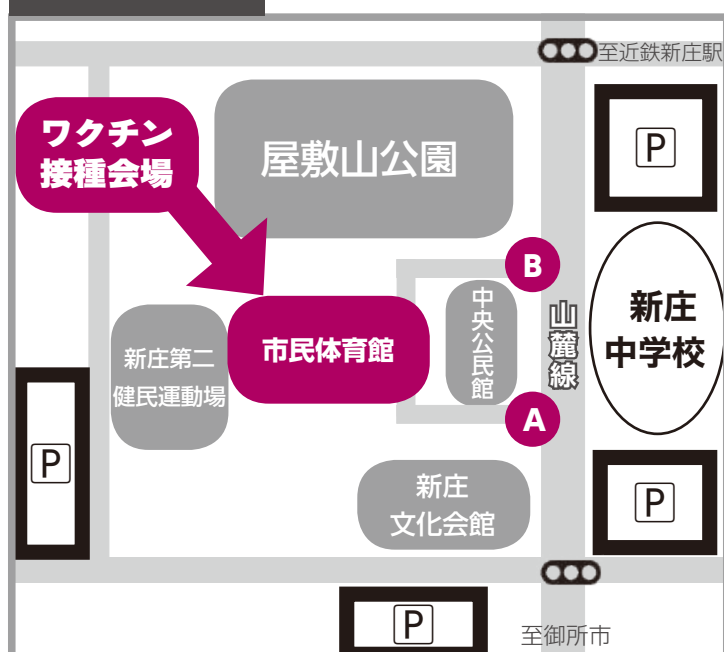 至近鉄新庄駅
ワクチン
接種会場
屋敷山公園
P
B
中央公民館
山麓線
新庄
中学校
市民体育館
新庄第二
健民運動場
A
P
新庄
文化会館
P
P
至御所市